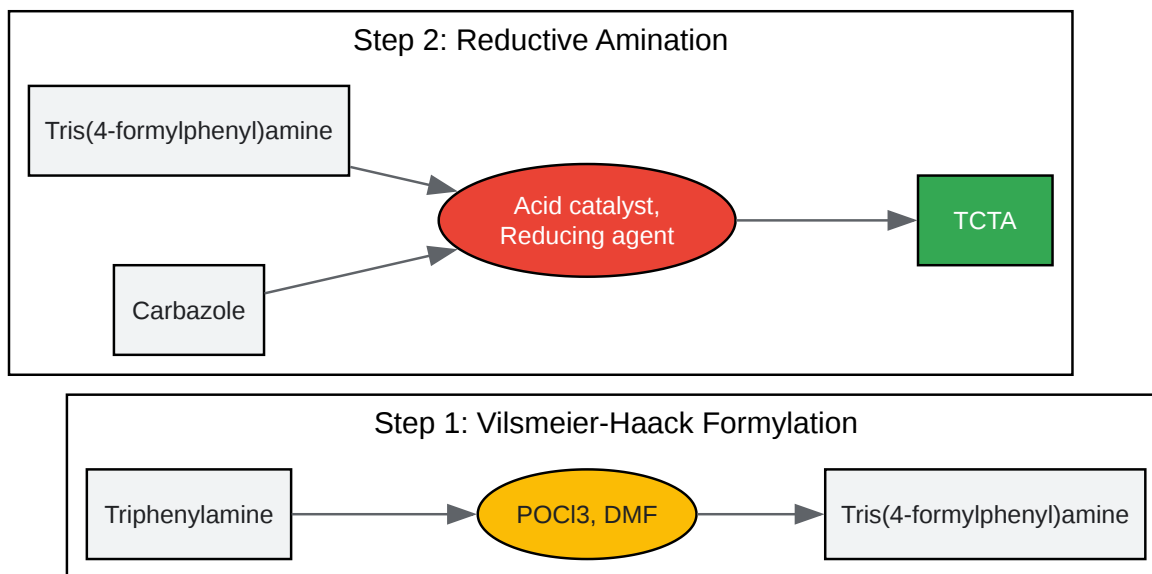 Step 2: Reductive Amination
Tris(4-formylphenyl)amine
Carbazole
Acid catalyst,
Reducing agent
TCTA
Step 1: Vilsmeier-Haack Formylation
Triphenylamine
POCl3, DMF
Tris(4-formylphenyl)amine